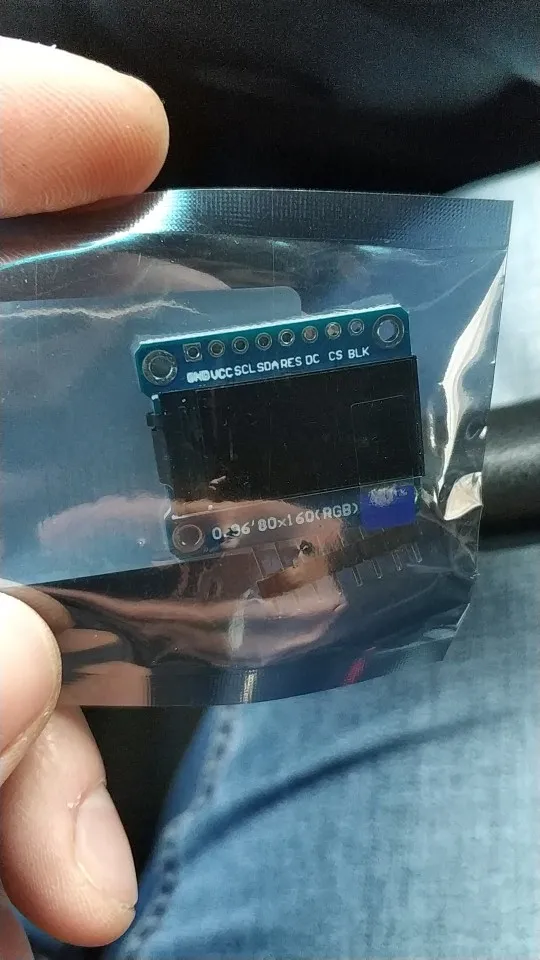 GND VCC SCL SDA RES DC CS BLK
0.96'80×160(RGB)